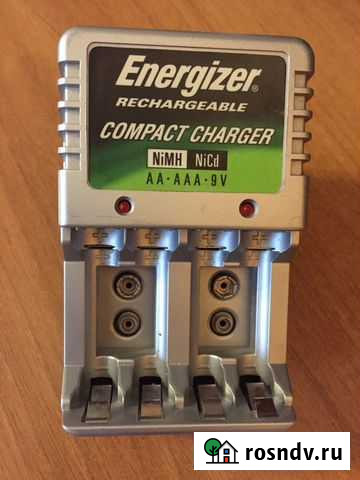 Energizer®
RECHARGEABLE
COMPACT CHARGER
NiMH NiCd
AA·AAA·9V
+ + + +
rosndv.ru